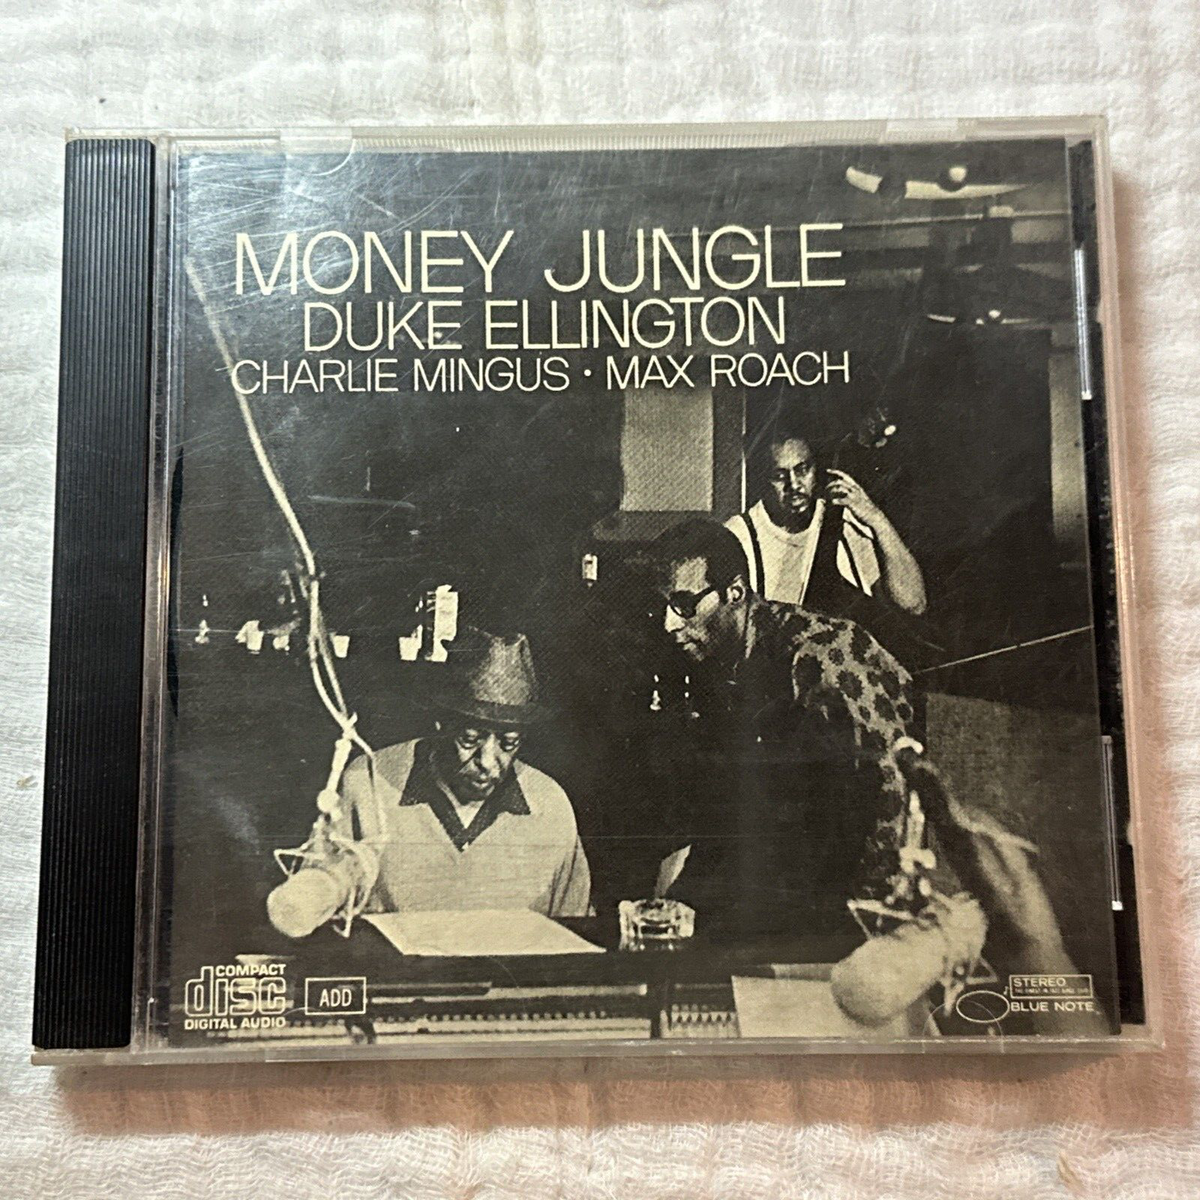 MONEY JUNGLE
DUKE ELLINGTON
CHARLIE MINGUS · MAX ROACH
COMPACT
disc
DIGITAL AUDIO
ADD
STEREO
BLUE NOTE